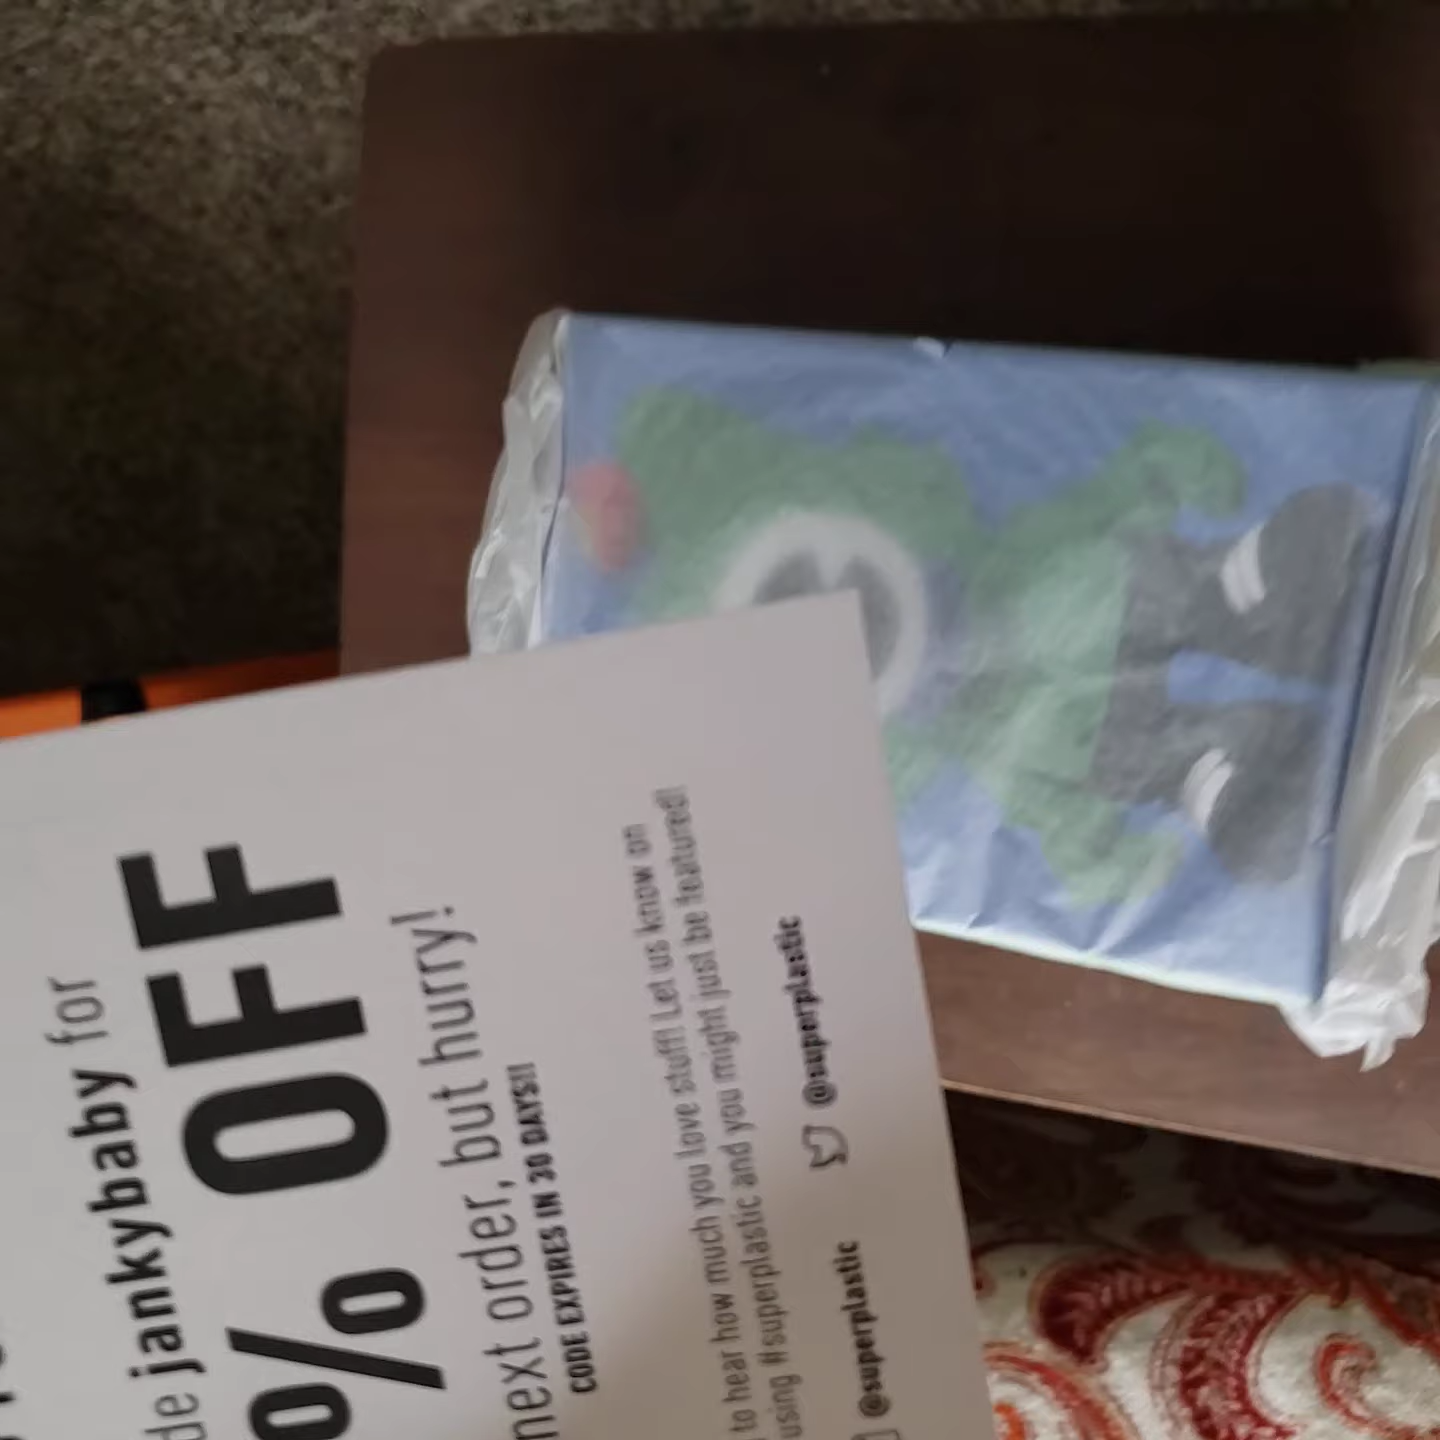 de jankybaby for
% OFF
next order, but hurry!
CODE EXPIRES IN 30 DAYS!!
to hear how much you love stuff! Let us know on
using #superplastic and you might just be featured!
@superplastic
@superplastic